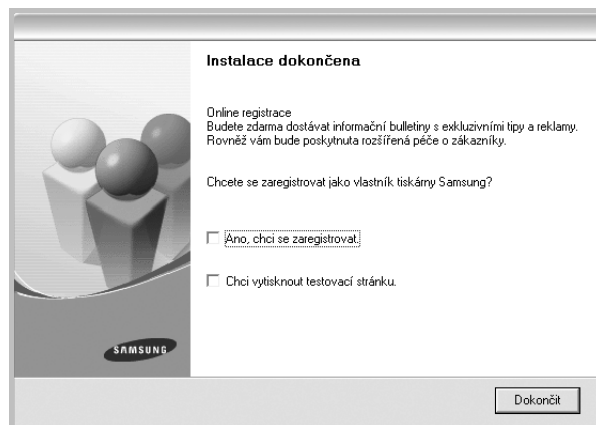 Instalace dokončena
Online registrace
Budete zdarma dostávat informační bulletiny s exkluzivními tipy a reklamy.
Rovněž vám bude poskytnuta rozšířená péče o zákazníky.
Chcete se zaregistrovat jako vlastník tiskárny Samsung?
Ano, chci se zaregistrovat.
Chci vytisknout testovací stránku.
SAMSUNG
Dokončit